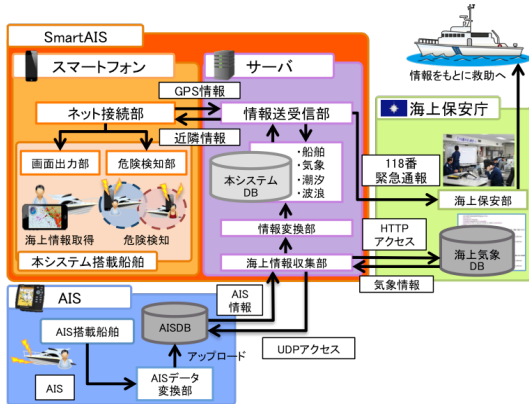 SmartAIS
スマートフォン
サーバ
GPS情報
ネット接続部
情報送受信部
近隣情報
画面出力部
危険検知部
海上情報取得
危険検知
本システム搭載船舶
本システム
DB
・船舶
・気象
・潮汐
・波浪
情報変換部
海上情報収集部
情報をもとに救助へ
海上保安庁
118番
緊急通報
海上保安部
HTTP
アクセス
海上気象
DB
気象情報
AIS
AIS
情報
AIS搭載船舶
AISDB
アップロード
UDPアクセス
AIS
AISデータ
変換部